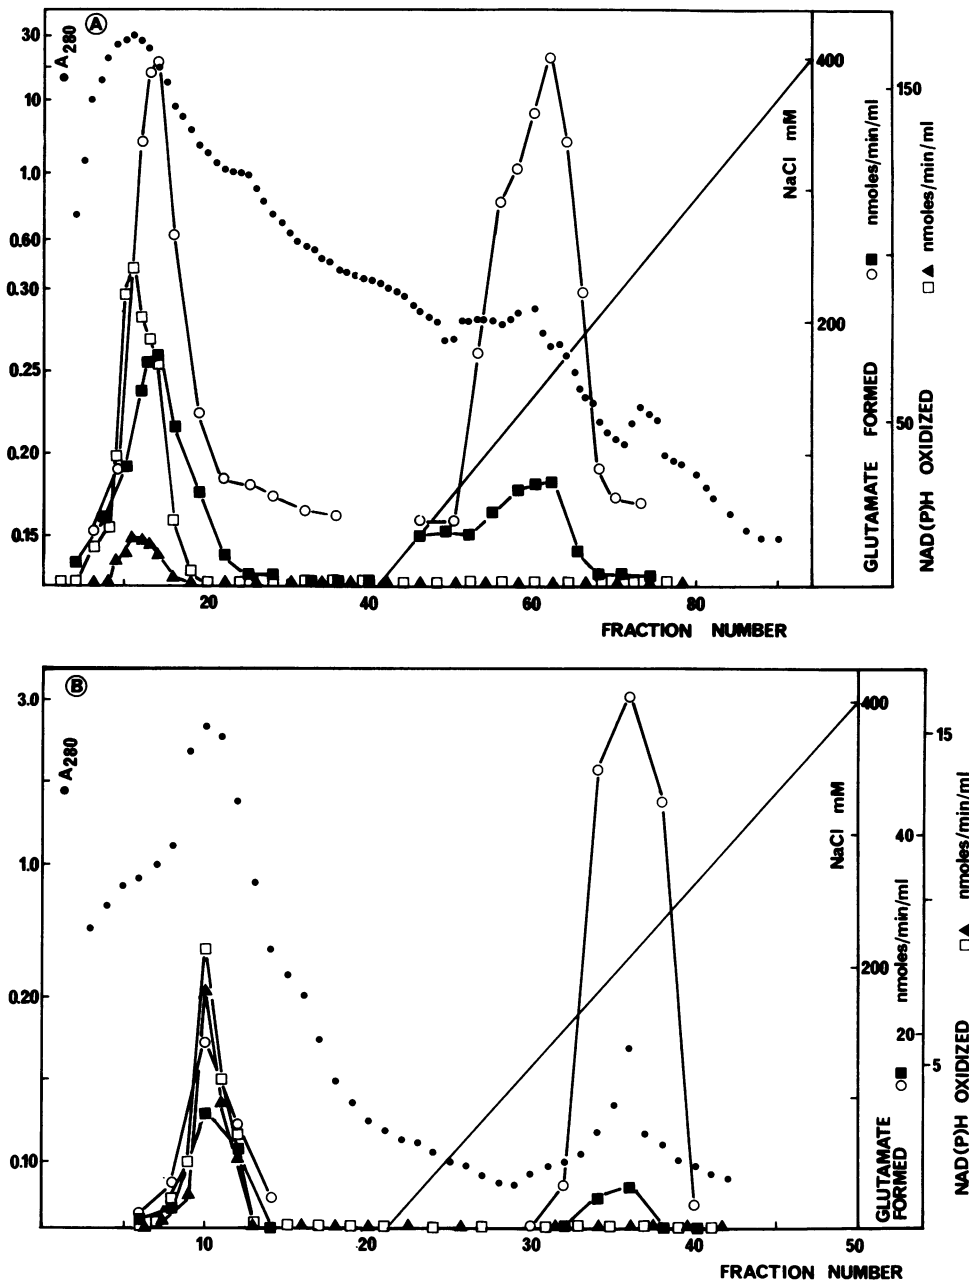 A
A280
30
10
1.0
0.60
0.30
0.25
0.20
0.15
20
40
60
80
FRACTION NUMBER
400
200
NaCl mM
150
50
GLUTAMATE FORMED nmoles/min/ml
NAD(P)H OXIDIZED nmoles/min/ml
B
A280
3.0
1.0
0.20
0.10
10
20
30
40
50
FRACTION NUMBER
400
200
NaCl mM
40
20
15
5
GLUTAMATE
FORMED nmoles/min/ml
NAD(P)H OXIDIZED nmoles/min/ml